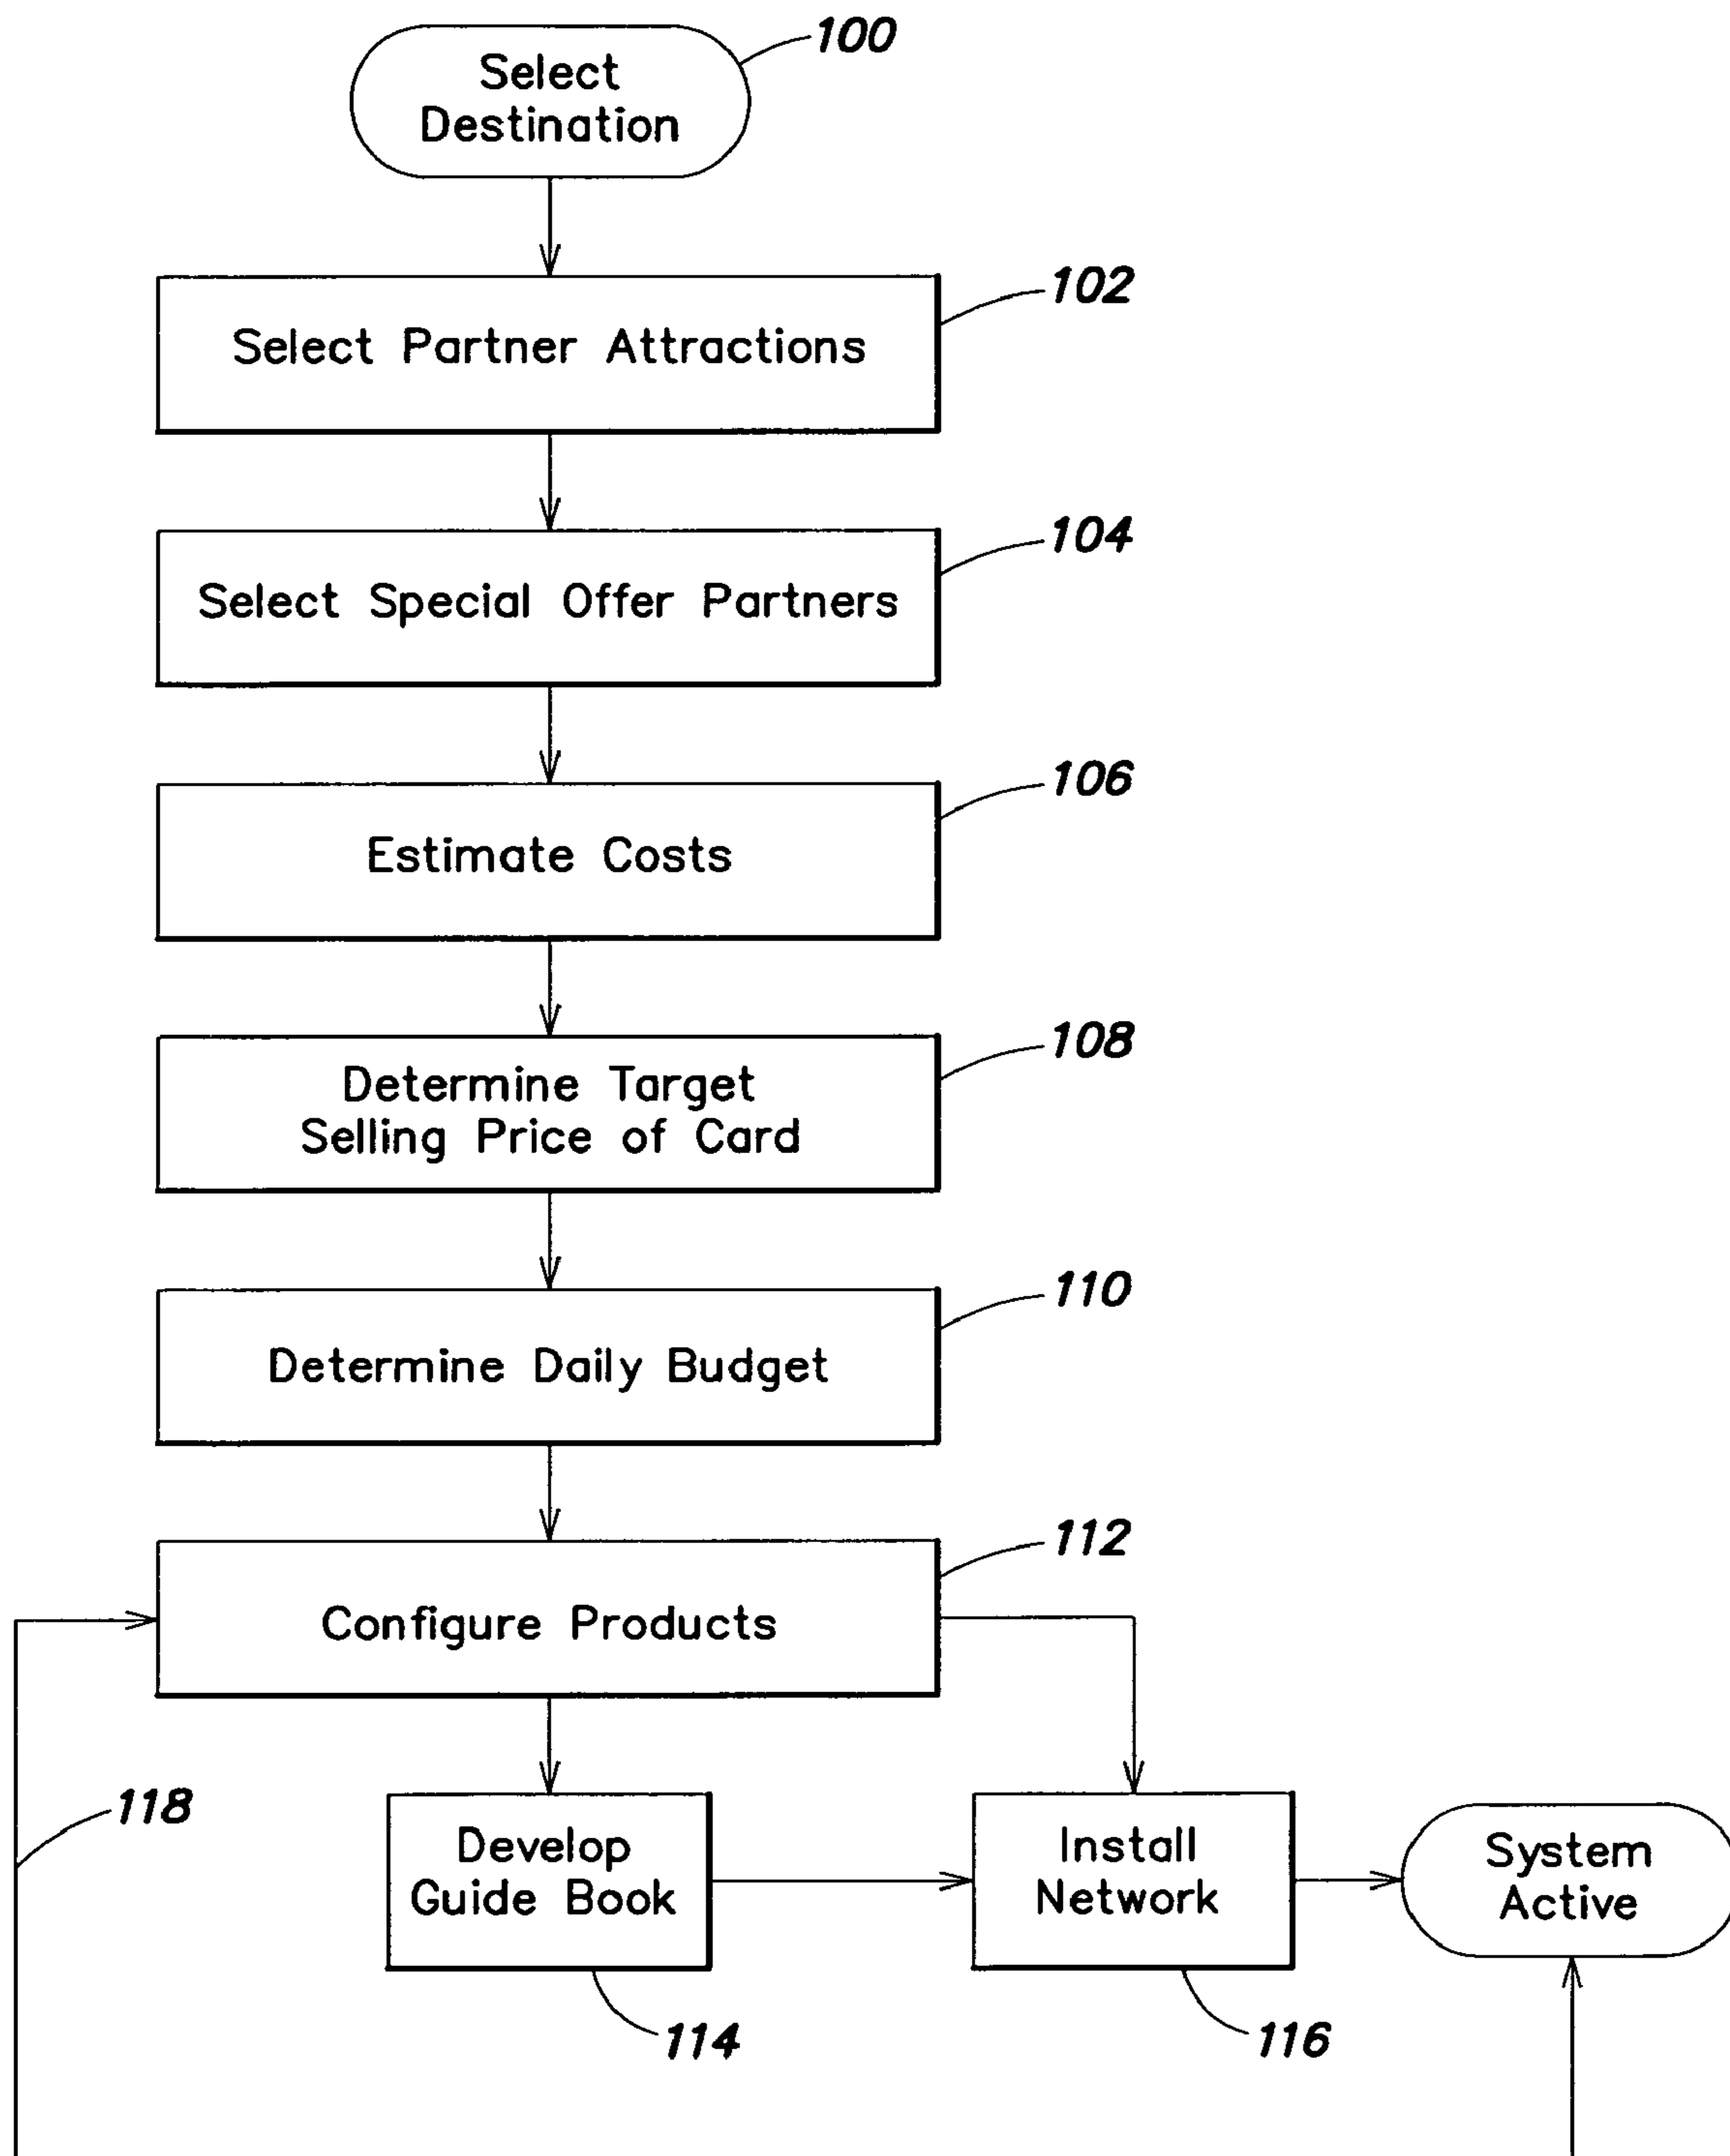 100
Select
Destination
102
Select Partner Attractions
104
Select Special Offer Partners
106
Estimate Costs
108
Determine Target
Selling Price of Card
110
Determine Daily Budget
112
Configure Products
118
Develop
Guide Book
Install
Network
System
Active
114
116